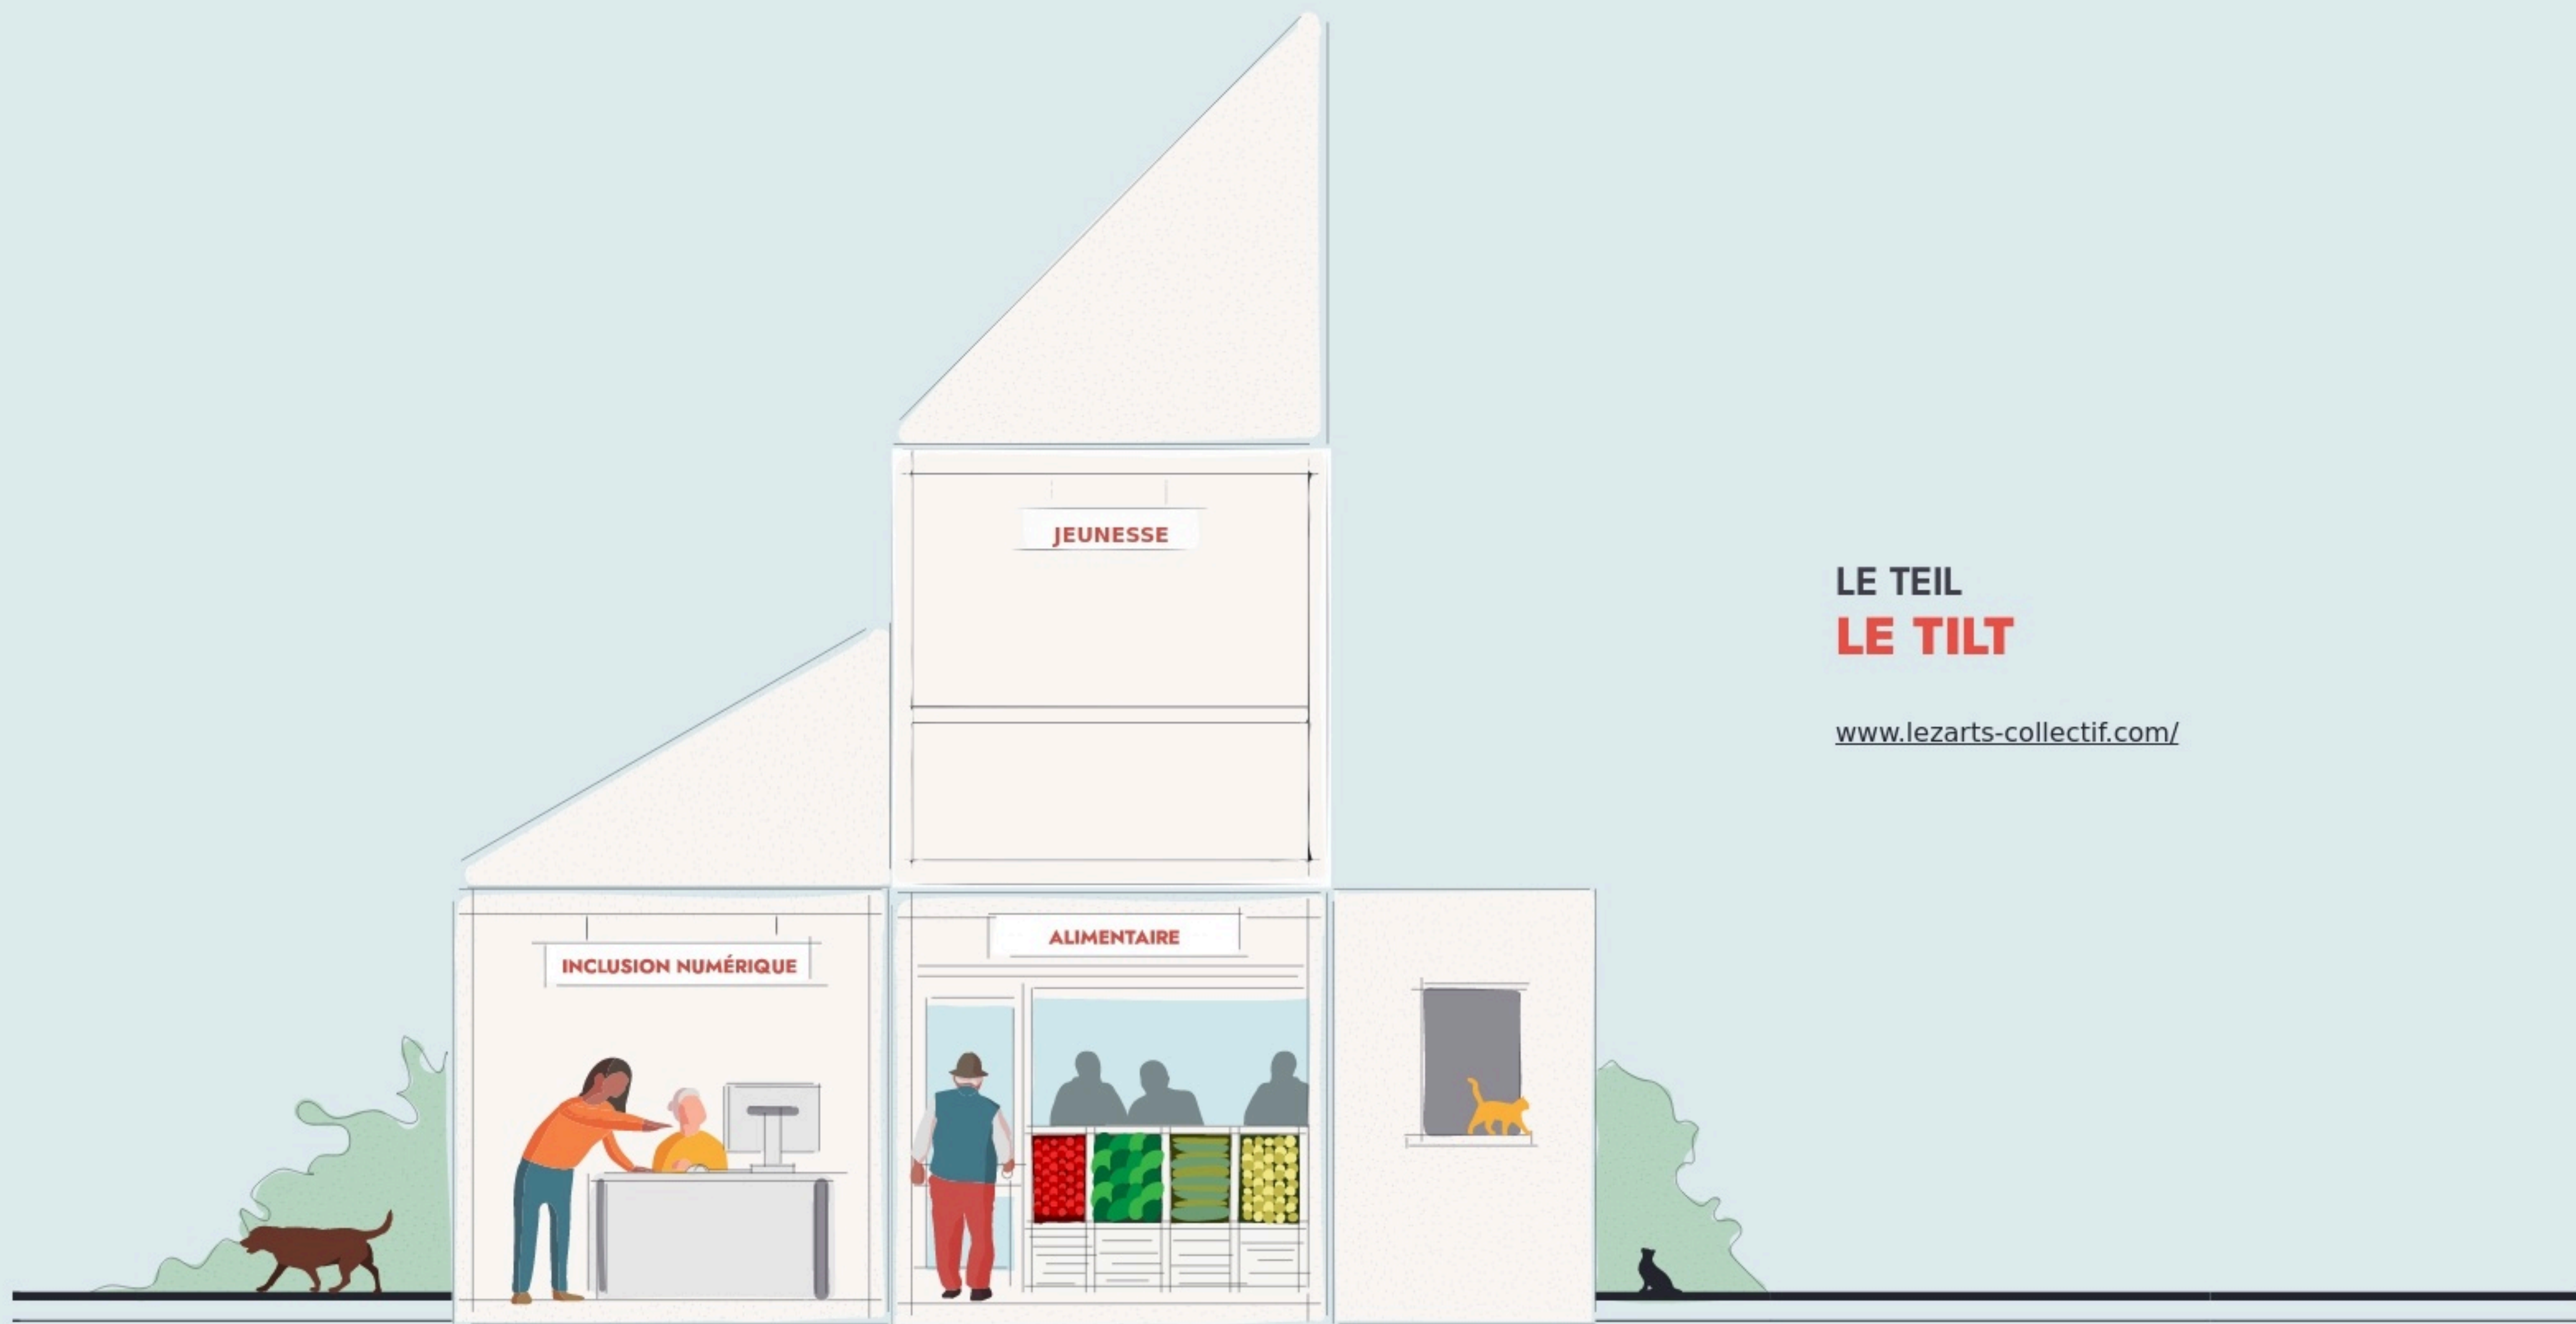 JEUNESSE
LE TEIL
LE TILT
www.lezarts-collectif.com/
INCLUSION NUMÉRIQUE
ALIMENTAIRE